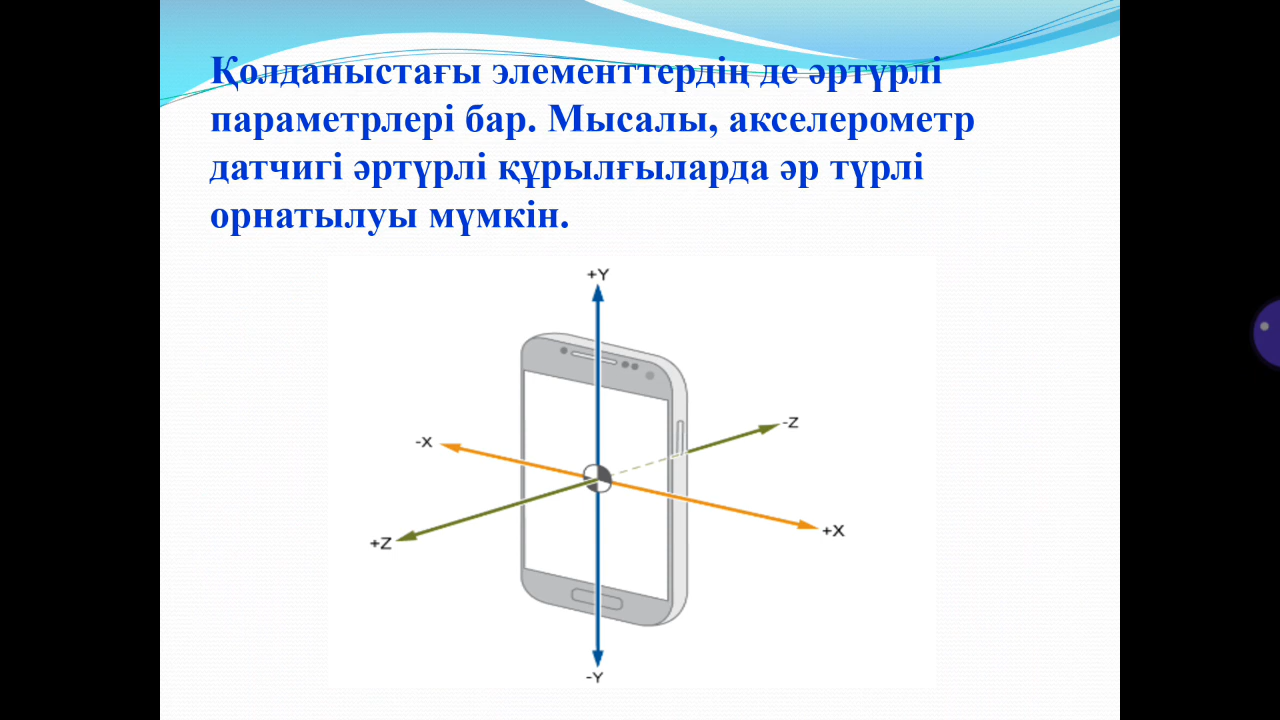 Қолданыстағы элементтердің де әртүрлі
параметрлері бар. Мысалы, акселерометр
датчигі әртүрлі құрылғыларда әр түрлі
орнатылуы мүмкін.
+Y
-Z
-X
+X
+Z
-Y